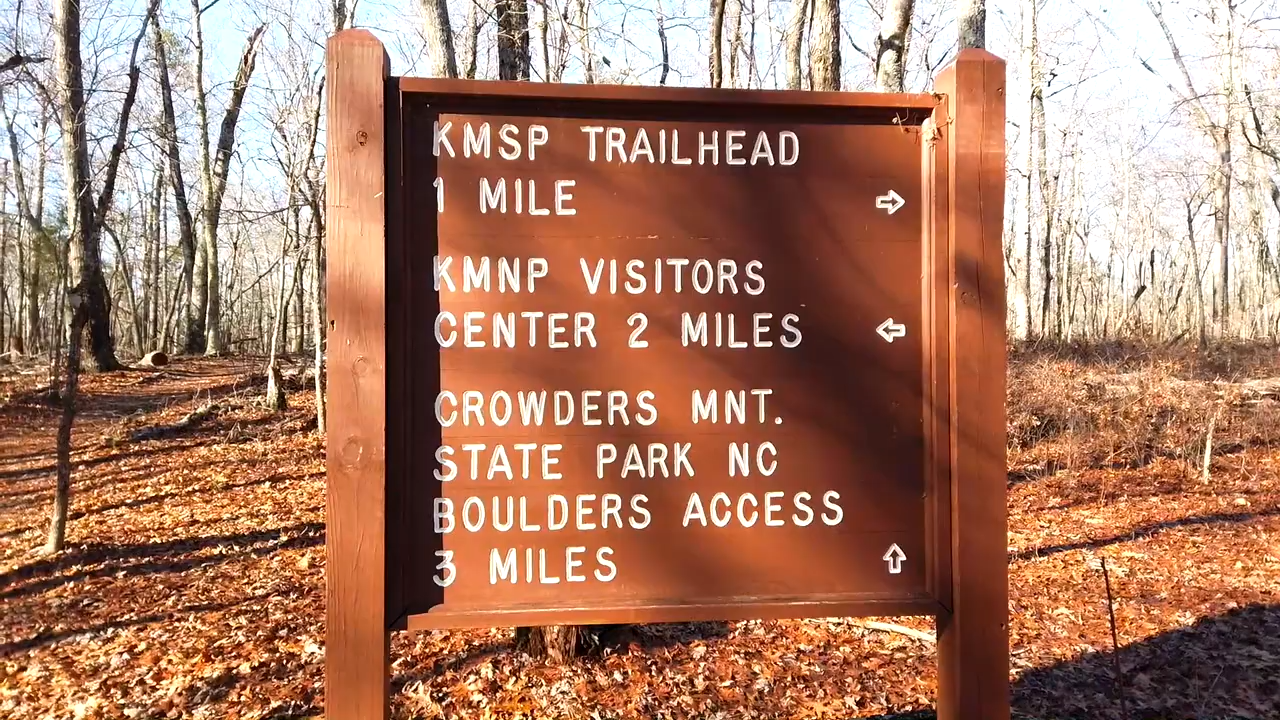 KMSP TRAILHEAD
1 MILE
KMNP VISITORS
CENTER 2 MILES
CROWDERS MNT.
STATE PARK NC
BOULDERS ACCESS
3 MILES